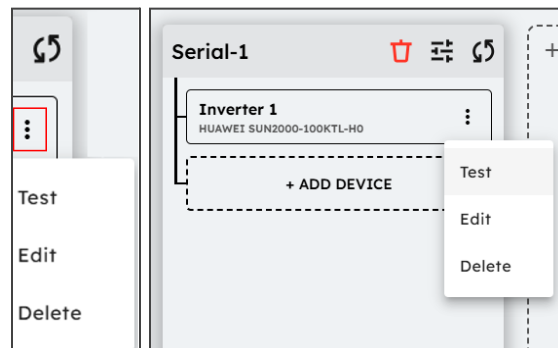 Test
Edit
Delete
Serial-1
Inverter 1
HUAWEI SUN2000-100KTL-H0
+ ADD DEVICE
Test
Edit
Delete
+